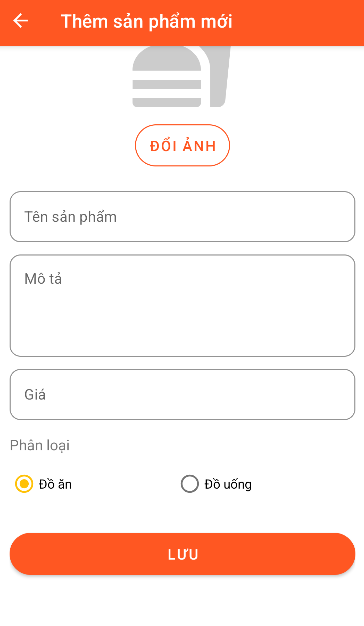 Thêm sản phẩm mới
ĐỔI ẢNH
Tên sản phẩm
Mô tả
Giá
Phân loại
Đồ ăn
Đồ uống
LƯU